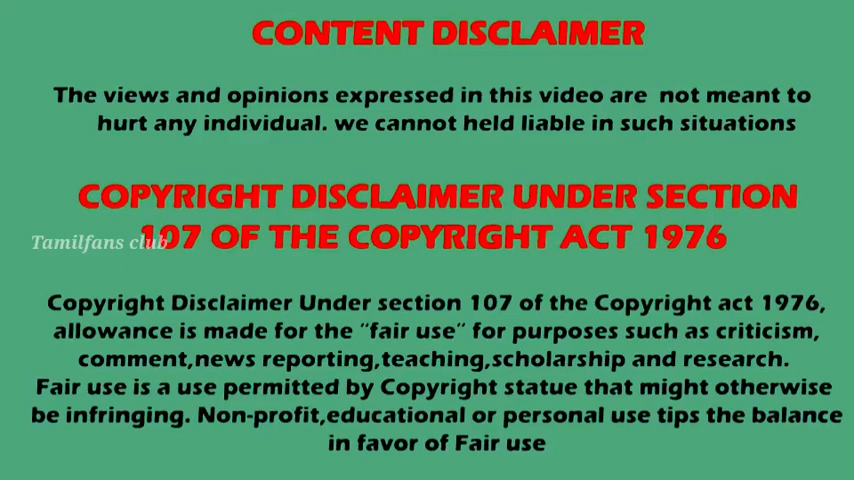 CONTENT DISCLAIMER
The views and opinions expressed in this video are not meant to
hurt any individual. we cannot held liable in such situations
COPYRIGHT DISCLAIMER UNDER SECTION
107 OF THE COPYRIGHT ACT 1976
Tamilfans club
Copyright Disclaimer Under section 107 of the Copyright act 1976,
allowance is made for the "fair use" for purposes such as criticism,
comment,news reporting,teaching,scholarship and research.
Fair use is a use permitted by Copyright statue that might otherwise
be infringing. Non-profit,educational or personal use tips the balance
in favor of Fair use